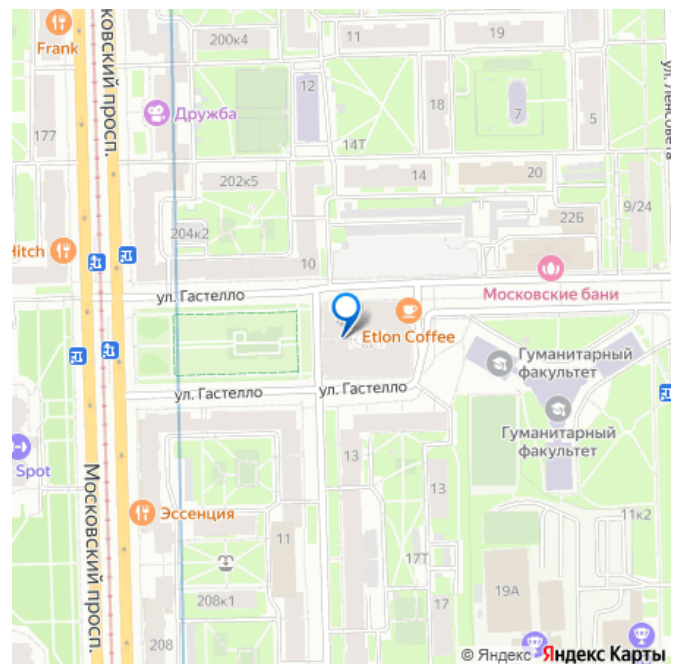 Frank
ковский просп.
200к4
11
19
ул. Ленсовета
12
Дружба
18
7
5
177
14Т
202к5
14
20
9/24
22Б
204к2
Hitch
10
ул. Гастелло
Московские бани
Etlon Coffee
Гуманитарный
факультет
ул. Гастелло
ул. Гастелло
Гуманитарный
факультет
Spot
Московский просп.
13
13
Эссенция
11
11к2
17Т
19А
208к1
17
208
© Яндекс Яндекс Карты